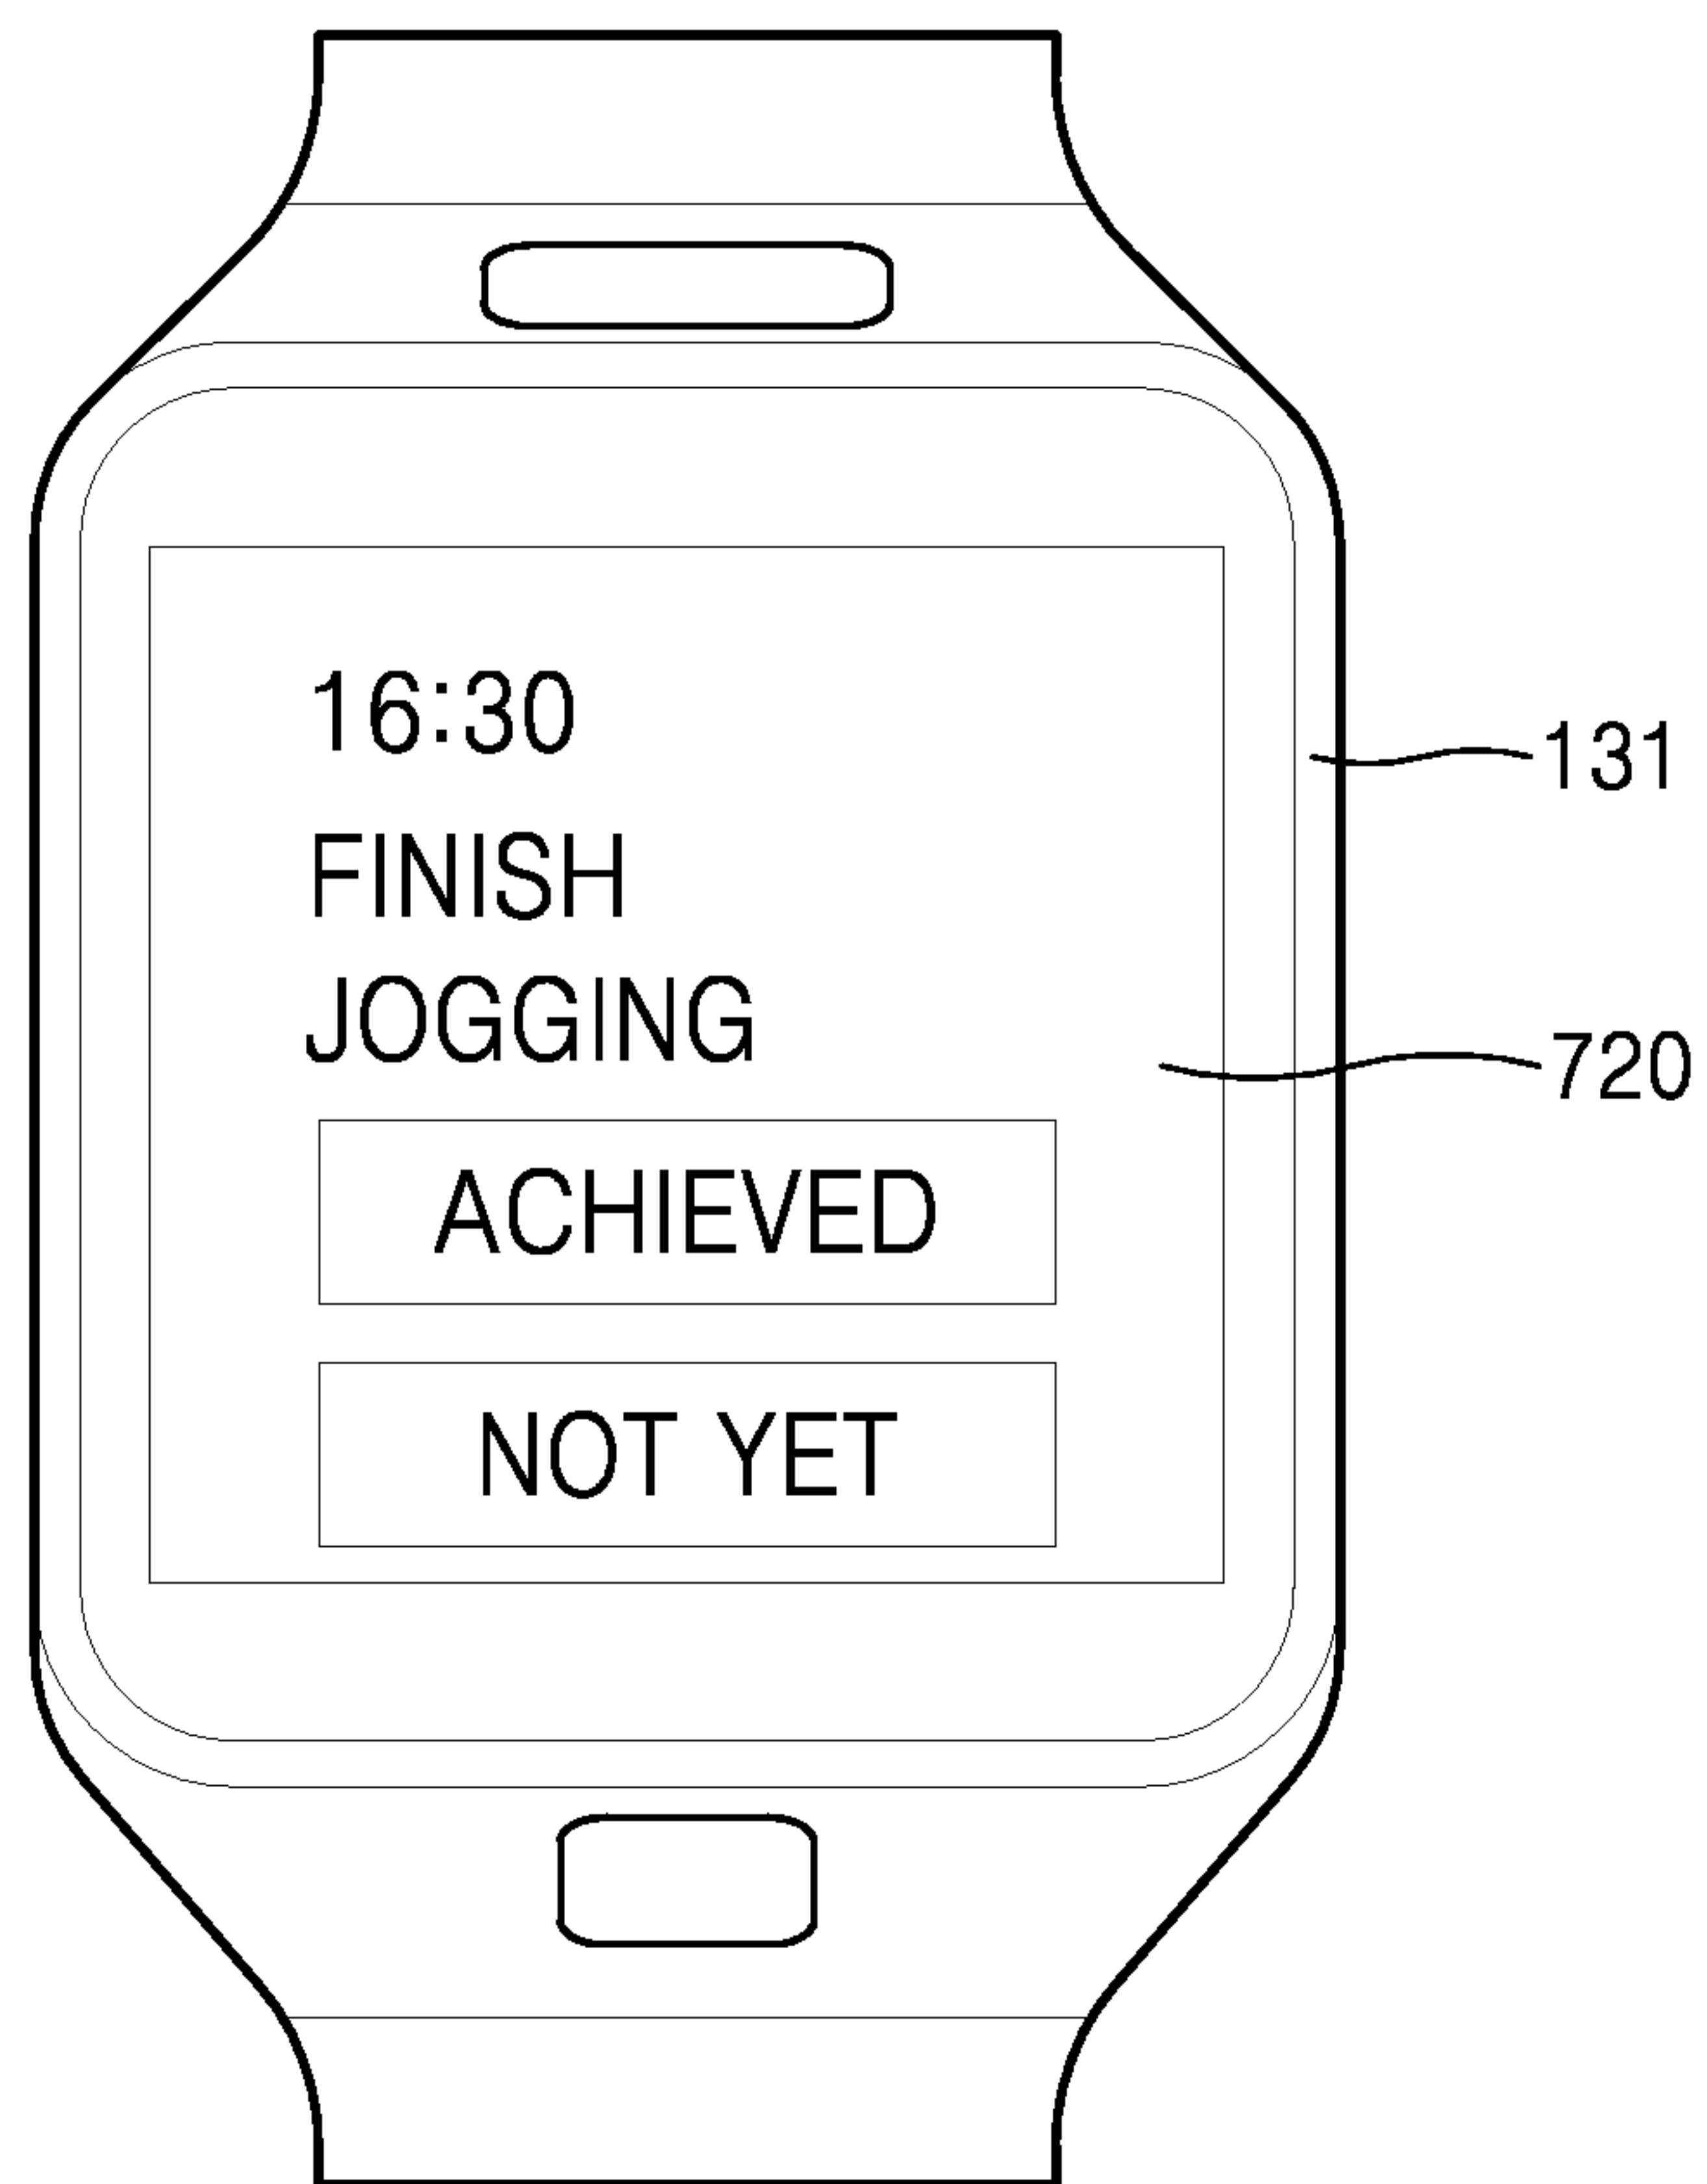 16:30
131
FINISH
JOGGING
720
ACHIEVED
NOT YET